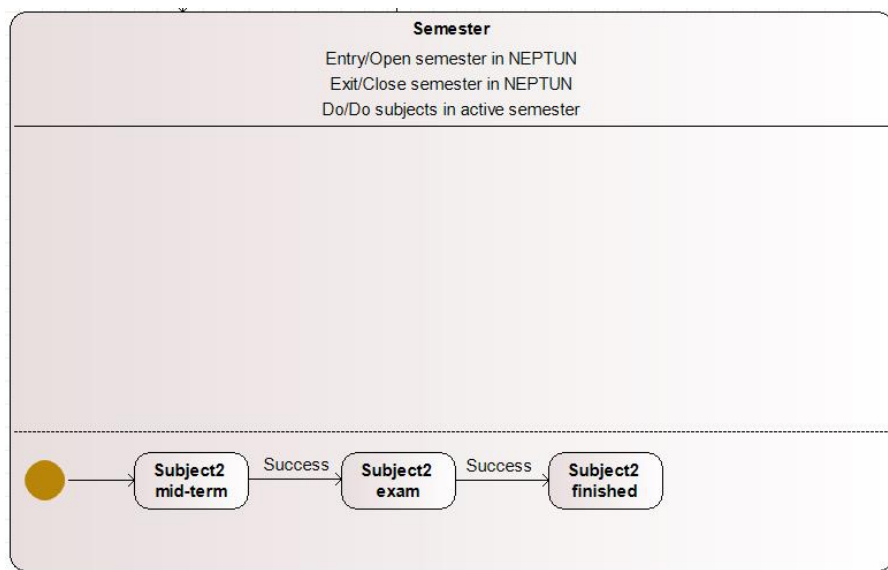 Semester
Entry/Open semester in NEPTUN
Exit/Close semester in NEPTUN
Do/Do subjects in active semester
Subject2
mid-term
Success
Subject2
exam
Success
Subject2
finished